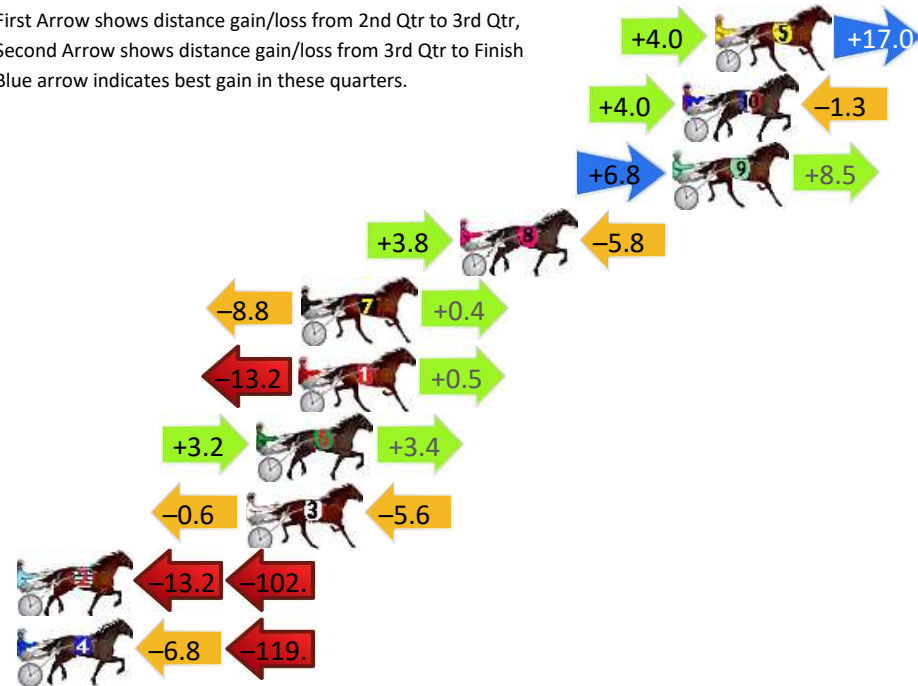 First Arrow shows distance gain/loss from 2nd Qtr to 3rd Qtr,
Second Arrow shows distance gain/loss from 3rd Qtr to Finish
Blue arrow indicates best gain in these quarters.
+4.0 5 +17.0
+4.0 10 –1.3
+6.8 9 +8.5
+3.8 8 –5.8
–8.8 7 +0.4
–13.2 1 +0.5
+3.2 6 +3.4
–0.6 3 –5.6
2 –13.2 –102.
4 –6.8 –119.